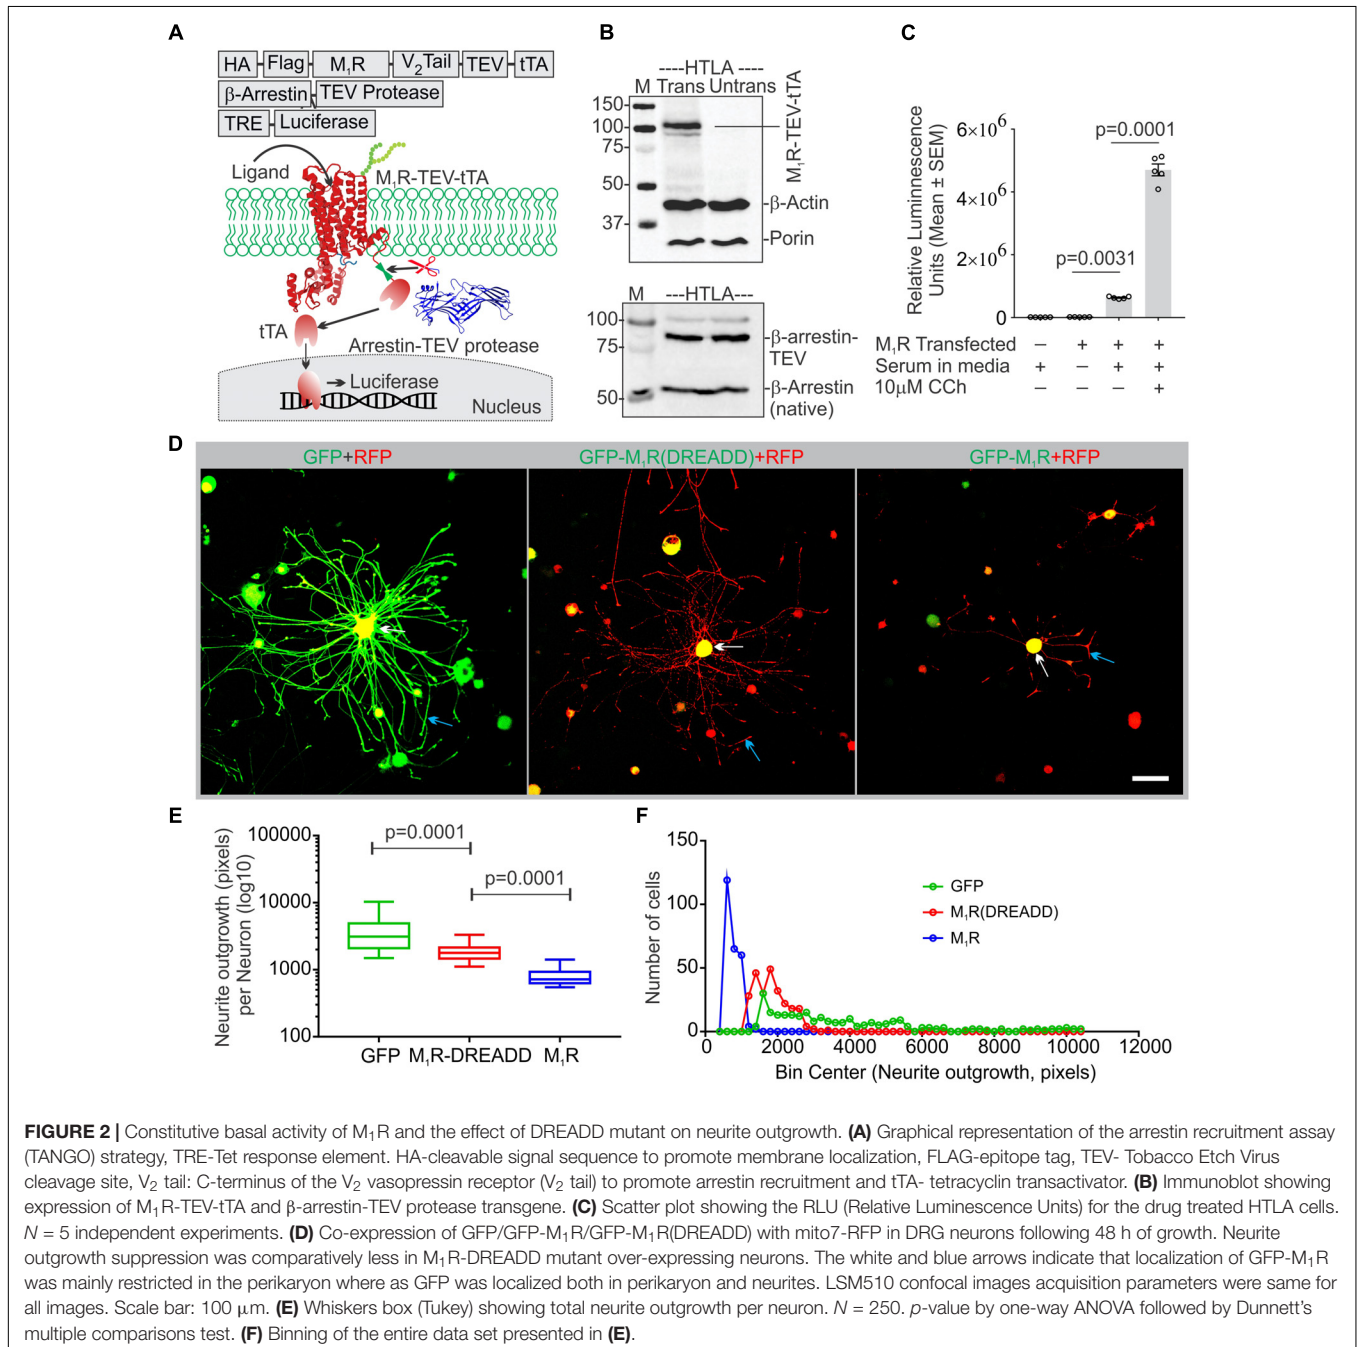 A
HA Flag M₁R V₂Tail TEV tTA
β-Arrestin TEV Protease
TRE Luciferase
Ligand
M₁R-TEV-tTA
tTA
Arrestin-TEV protease
Luciferase
Nucleus
B
----HTLA ----
M Trans Untrans
150
100
75
50
37
M₁R-TEV-tTA
β-Actin
Porin
M ---HTLA---
100
75
50
β-arrestin-
TEV
β-Arrestin
(native)
C
Relative Luminescence
Units (Mean ± SEM)
6×10⁶
4×10⁶
2×10⁶
0
p=0.0001
p=0.0031
M₁R Transfected − + + +
Serum in media + − + +
10μM CCh − − − +
D
GFP+RFP
GFP-M₁R(DREADD)+RFP
GFP-M₁R+RFP
E
Neurite outgrowth (pixels)
per Neuron (log10)
100000
10000
1000
100
p=0.0001
p=0.0001
GFP M₁R-DREADD M₁R
F
Number of cells
150
100
50
0
GFP
M₁R(DREADD)
M₁R
0 2000 4000 6000 8000 10000 12000
Bin Center (Neurite outgrowth, pixels)
FIGURE 2 | Constitutive basal activity of M₁R and the effect of DREADD mutant on neurite outgrowth. (A) Graphical representation of the arrestin recruitment assay
(TANGO) strategy, TRE-Tet response element. HA-cleavable signal sequence to promote membrane localization, FLAG-epitope tag, TEV- Tobacco Etch Virus
cleavage site, V₂ tail: C-terminus of the V₂ vasopressin receptor (V₂ tail) to promote arrestin recruitment and tTA- tetracyclin transactivator. (B) Immunoblot showing
expression of M₁R-TEV-tTA and β-arrestin-TEV protease transgene. (C) Scatter plot showing the RLU (Relative Luminescence Units) for the drug treated HTLA cells.
N = 5 independent experiments. (D) Co-expression of GFP/GFP-M₁R/GFP-M₁R(DREADD) with mito7-RFP in DRG neurons following 48 h of growth. Neurite
outgrowth suppression was comparatively less in M₁R-DREADD mutant over-expressing neurons. The white and blue arrows indicate that localization of GFP-M₁R
was mainly restricted in the perikaryon where as GFP was localized both in perikaryon and neurites. LSM510 confocal images acquisition parameters were same for
all images. Scale bar: 100 μm. (E) Whiskers box (Tukey) showing total neurite outgrowth per neuron. N = 250. p-value by one-way ANOVA followed by Dunnett's
multiple comparisons test. (F) Binning of the entire data set presented in (E).